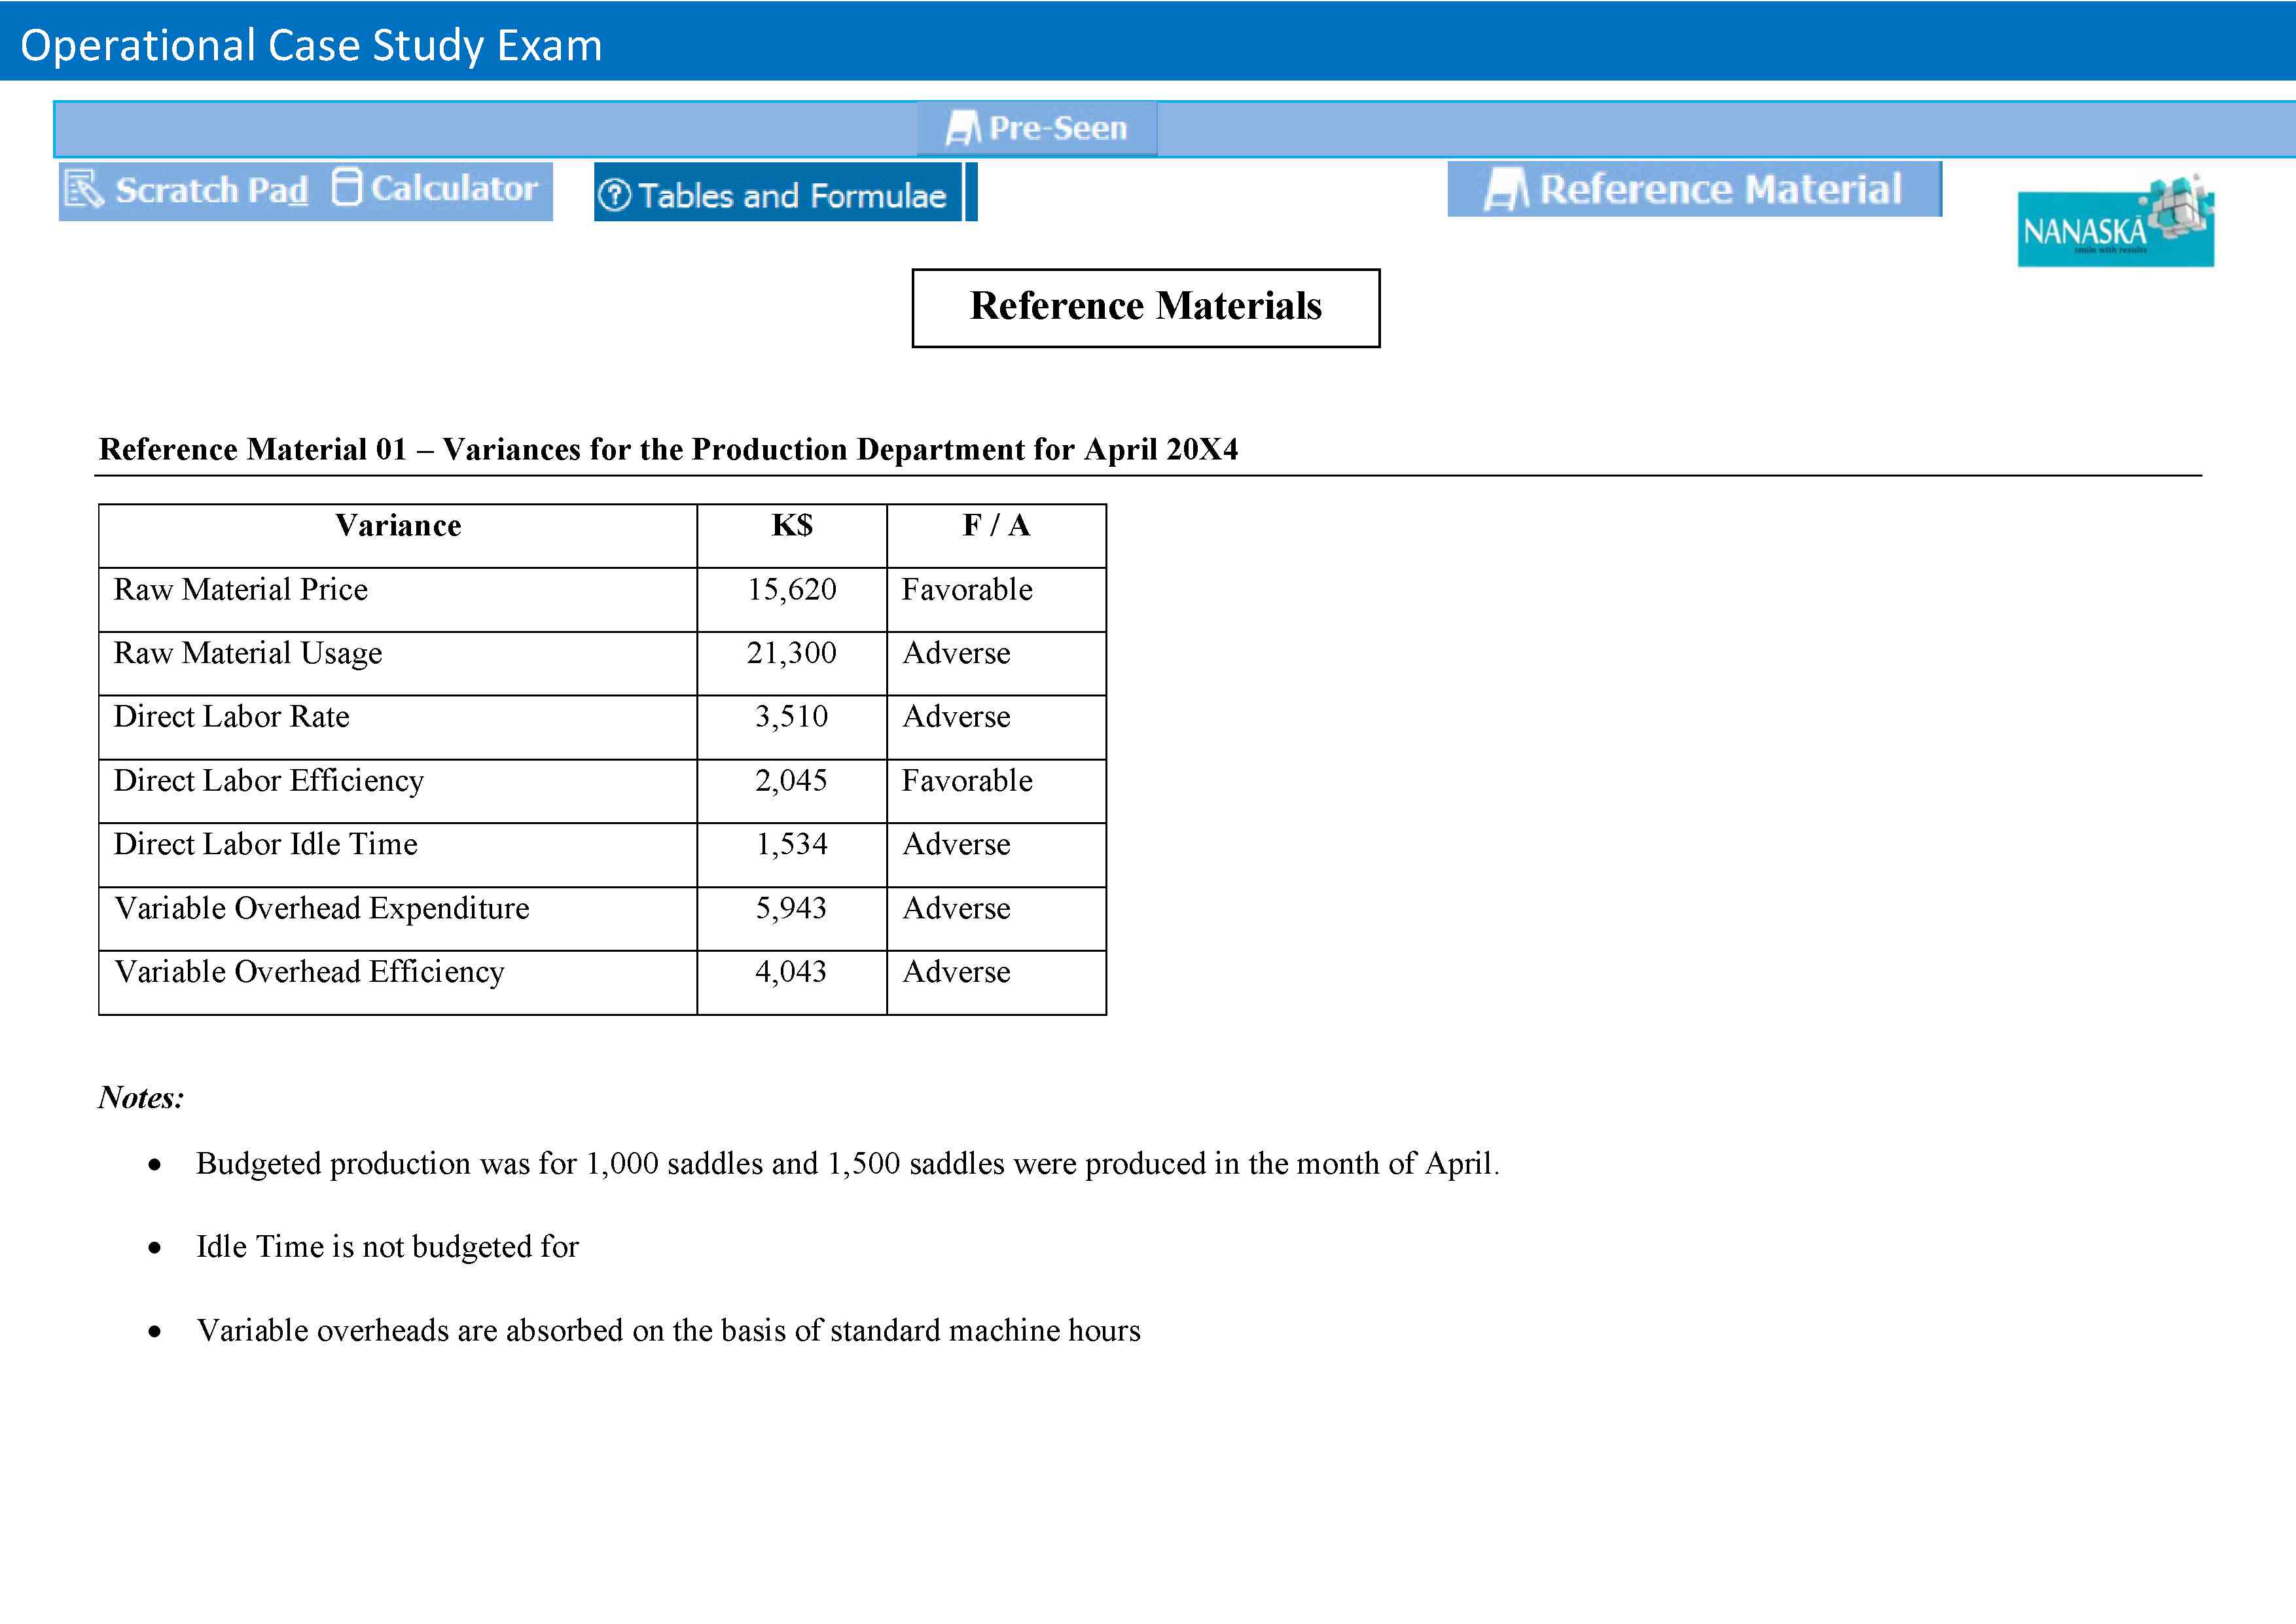 Operational Case Study Exam
Pre-Seen
Scratch Pad Calculator Tables and Formulae Reference Material
NANASKĀ
smile with results
Reference Materials
Reference Material 01 – Variances for the Production Department for April 20X4
Variance K$ F / A
Raw Material Price 15,620 Favorable
Raw Material Usage 21,300 Adverse
Direct Labor Rate 3,510 Adverse
Direct Labor Efficiency 2,045 Favorable
Direct Labor Idle Time 1,534 Adverse
Variable Overhead Expenditure 5,943 Adverse
Variable Overhead Efficiency 4,043 Adverse
Notes:
• Budgeted production was for 1,000 saddles and 1,500 saddles were produced in the month of April.
• Idle Time is not budgeted for
• Variable overheads are absorbed on the basis of standard machine hours